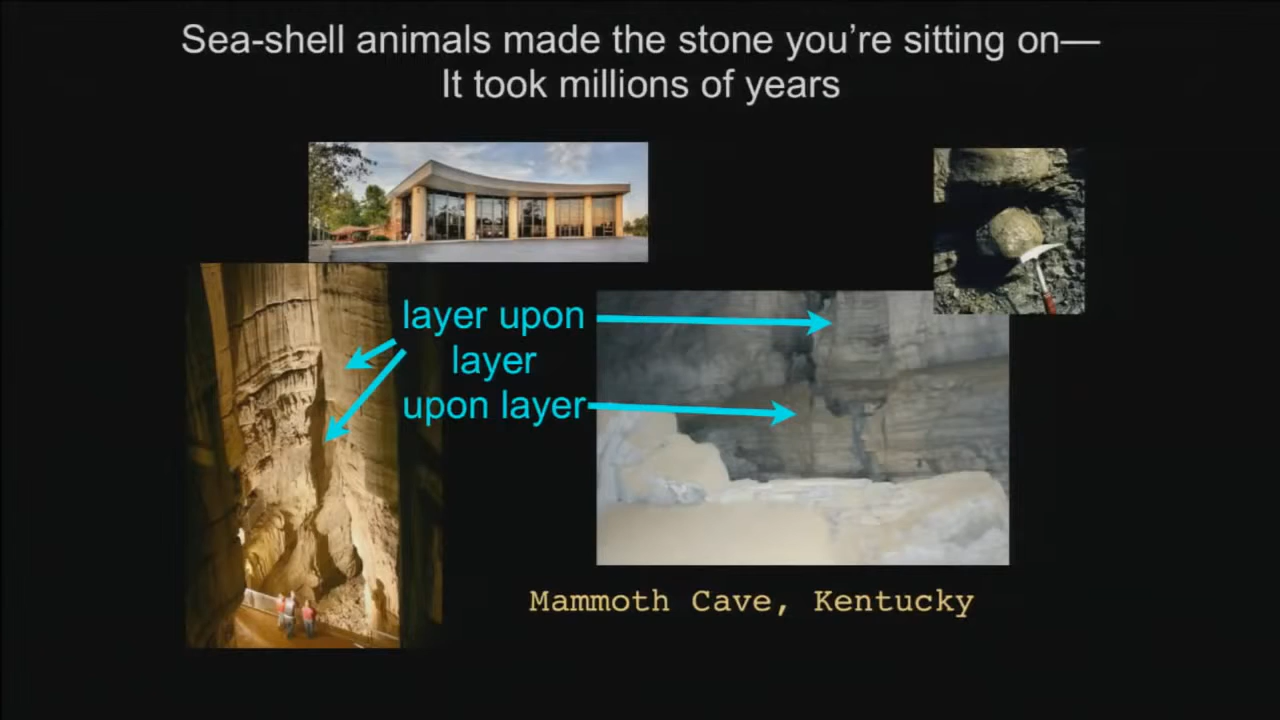 Sea-shell animals made the stone you're sitting on—
It took millions of years
layer upon
layer
upon layer
Mammoth Cave, Kentucky